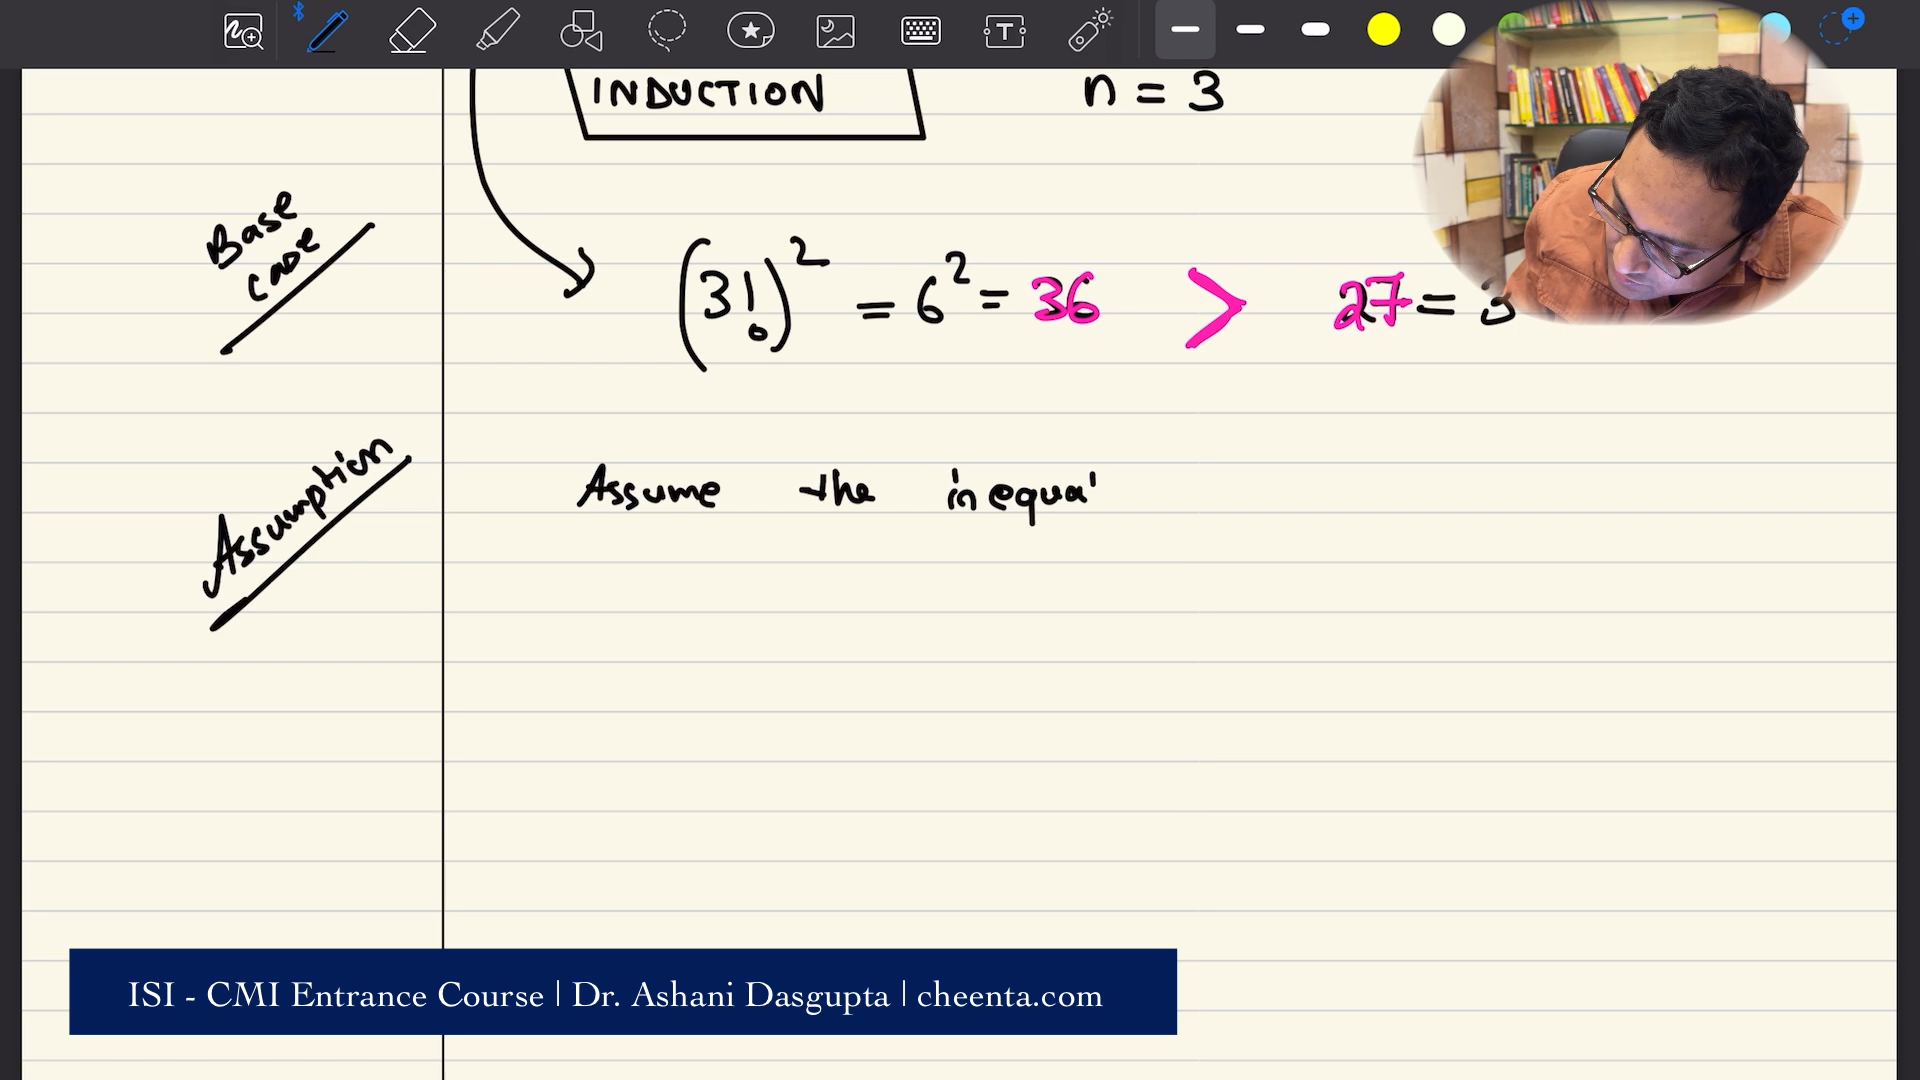 INDUCTION n = 3
Base
case
(3!)² = 6² = 36 > 27 = 3
Assumption
Assume the inequa
ISI - CMI Entrance Course | Dr. Ashani Dasgupta | cheenta.com